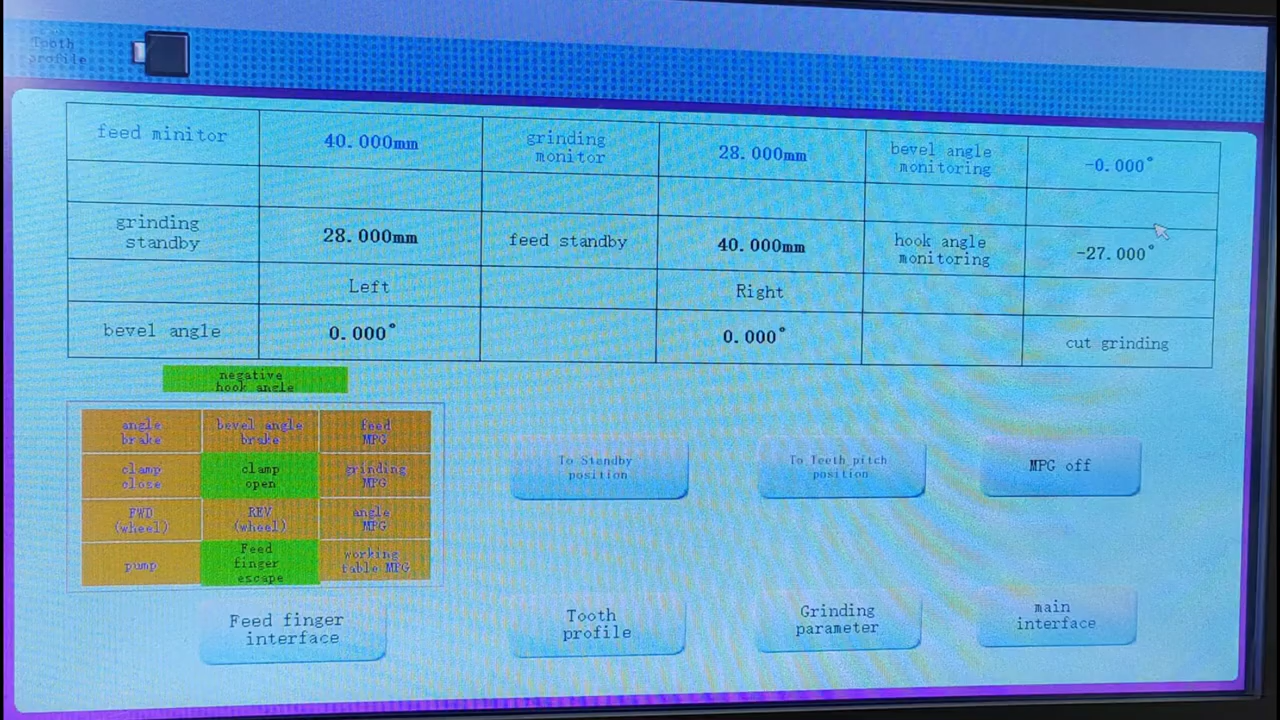 Tooth
profile
feed minitor
40.000mm
grinding
monitor
28.000mm
bevel angle
monitoring
-0.000°
grinding
standby
28.000mm
feed standby
40.000mm
hook angle
monitoring
-27.000°
Left
Right
bevel angle
0.000°
0.000°
cut grinding
negative
hook angle
angle
brake
bevel angle
brake
feed
MPG
clamp
close
clamp
open
grinding
MPG
FWD
(wheel)
REV
(wheel)
angle
MPG
pump
Feed
finger
escape
working
table MPG
To Standby
position
To Teeth pitch
position
MPG off
Feed finger
interface
Tooth
profile
Grinding
parameter
main
interface